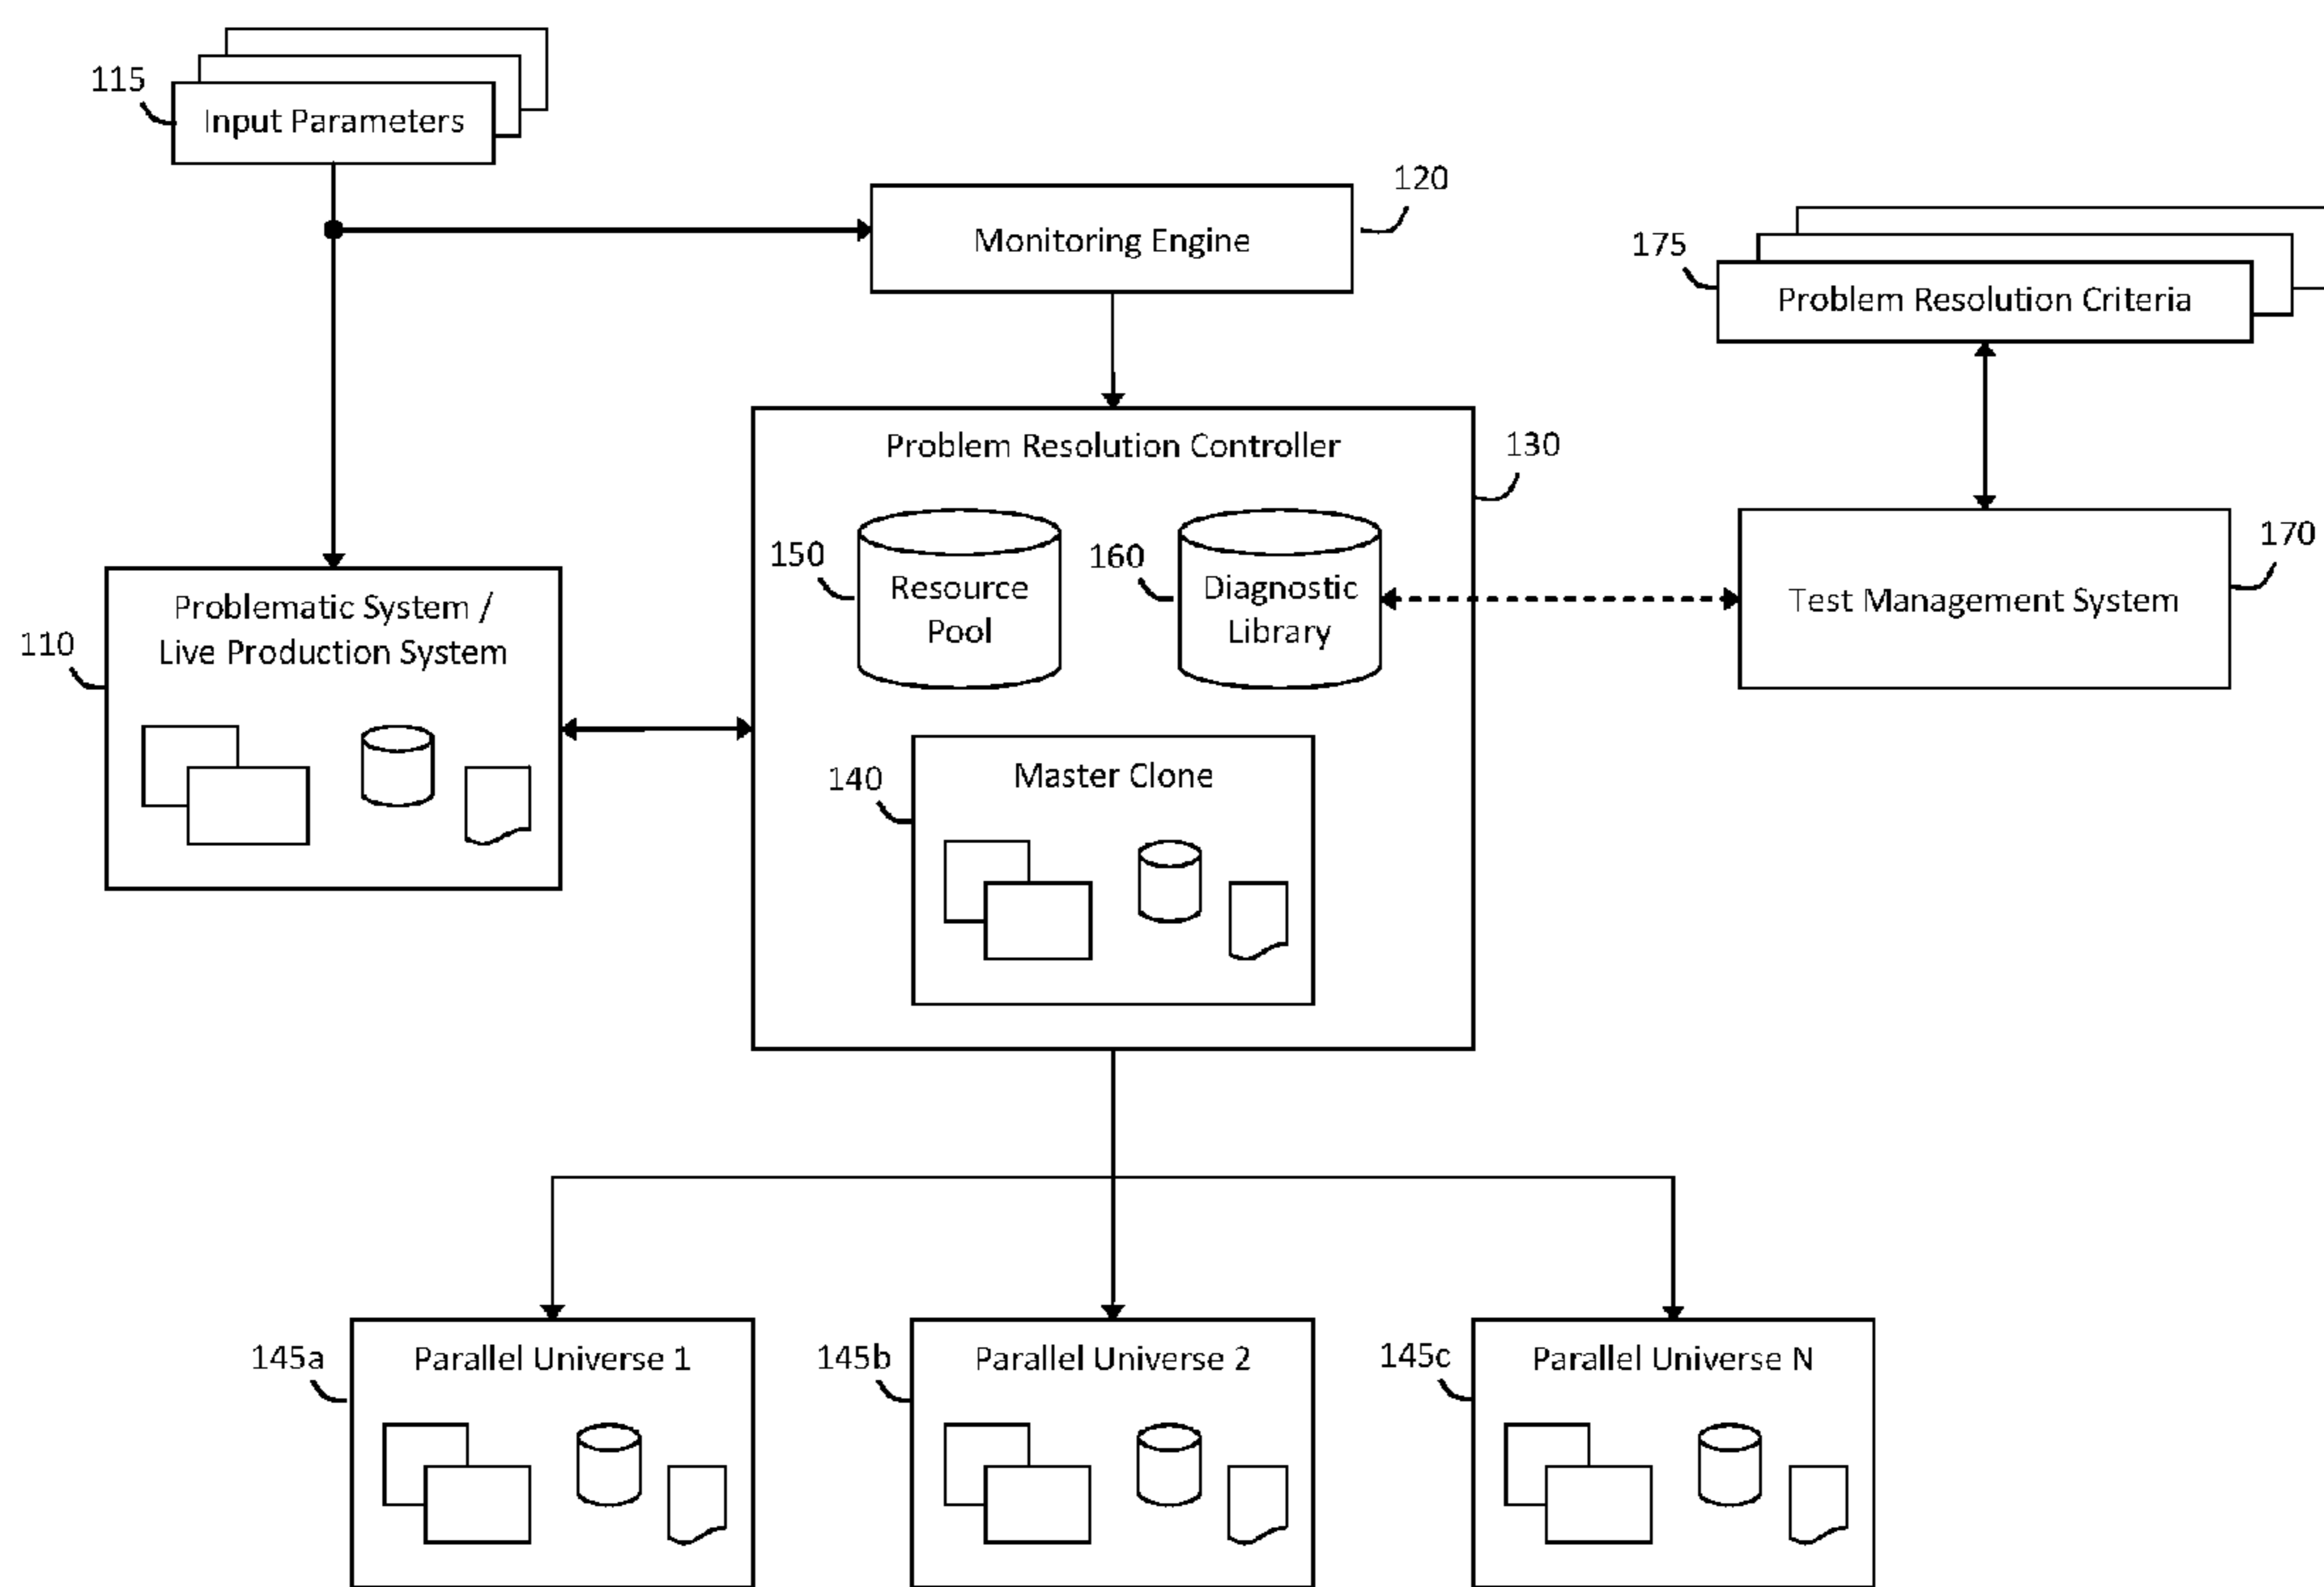 115
Input Parameters
120
Monitoring Engine
175
Problem Resolution Criteria
Problem Resolution Controller
130
150
Resource
Pool
160
Diagnostic
Library
170
Test Management System
110
Problematic System /
Live Production System
140
Master Clone
145a
Parallel Universe 1
145b
Parallel Universe 2
145c
Parallel Universe N